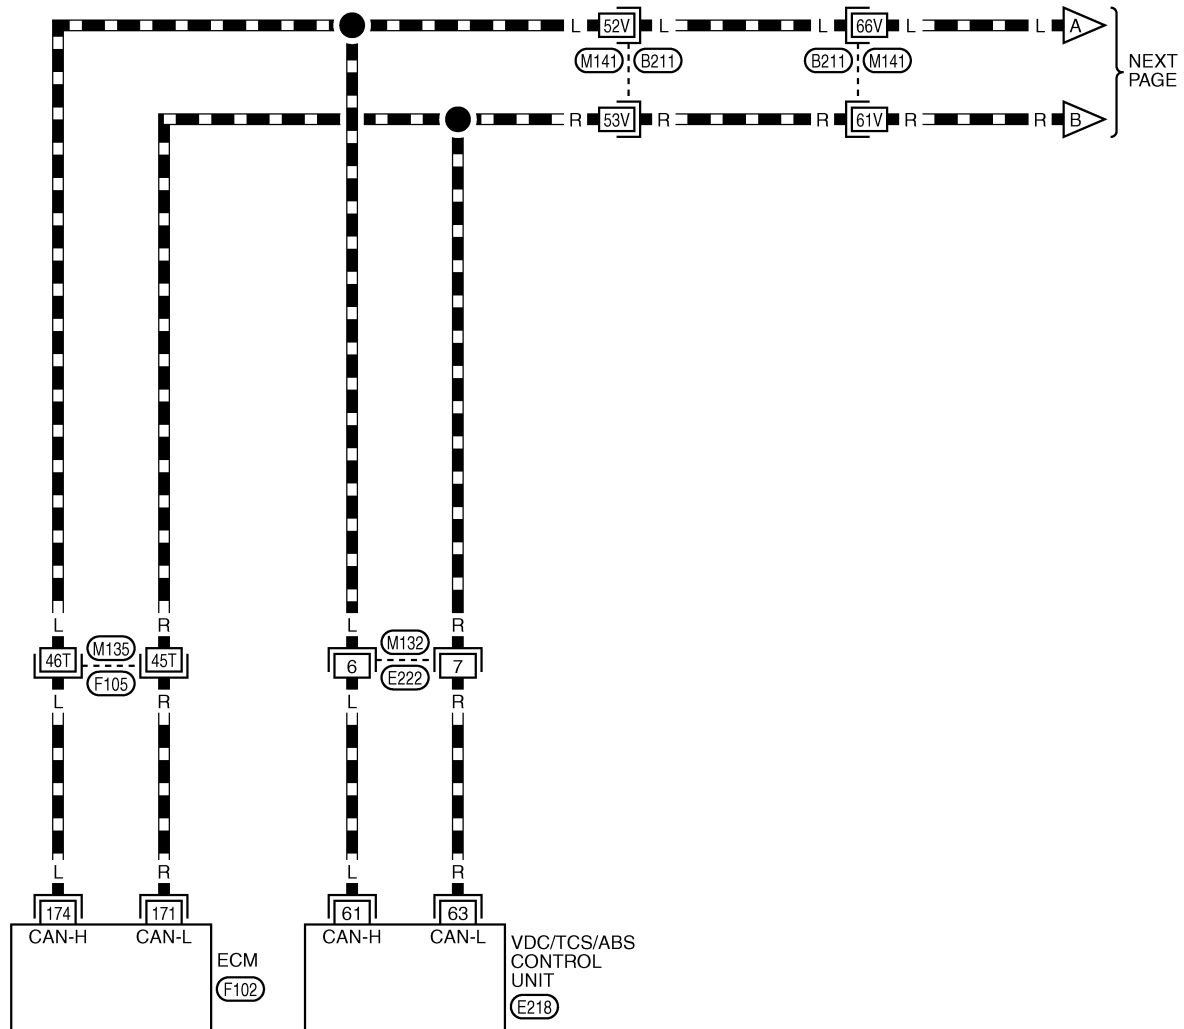 L 52V L L 66V L L A
M141 B211 B211 M141
NEXT
PAGE
R 53V R R 61V R R B
L R L R
46T M135 45T 6 M132 7
F105 E222
L R L R
L R L R
174 171 61 63
CAN-H CAN-L CAN-H CAN-L
ECM
F102
VDC/TCS/ABS
CONTROL
UNIT
E218